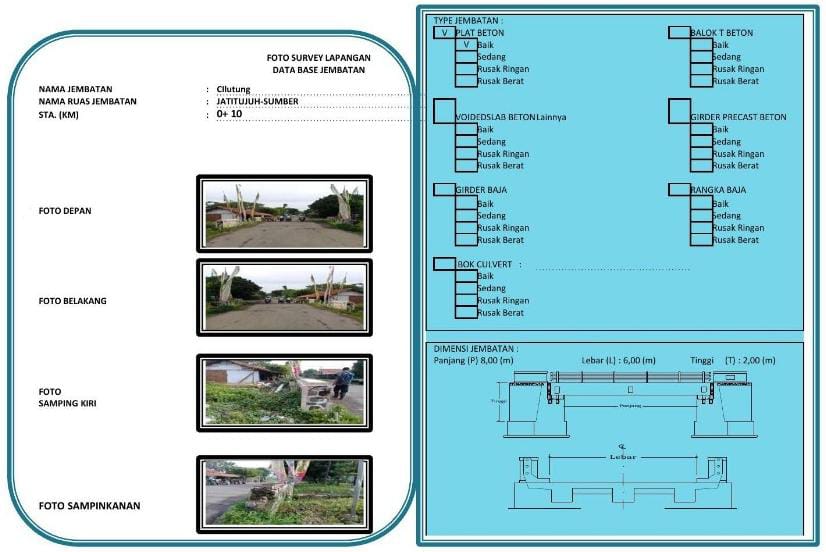 FOTO SURVEY LAPANGAN
DATA BASE JEMBATAN
NAMA JEMBATAN : CIlutung
NAMA RUAS JEMBATAN : JATITUJUH-SUMBER
STA. (KM) : 0+ 10
FOTO DEPAN
FOTO BELAKANG
FOTO
SAMPING KIRI
FOTO SAMPINKANAN
TYPE JEMBATAN :
V PLAT BETON
V Baik
Sedang
Rusak Ringan
Rusak Berat
BALOK T BETON
Baik
Sedang
Rusak Ringan
Rusak Berat
VOIDEDSLAB BETON Lainnya
Baik
Sedang
Rusak Ringan
Rusak Berat
GIRDER PRECAST BETON
Baik
Sedang
Rusak Ringan
Rusak Berat
GIRDER BAJA
Baik
Sedang
Rusak Ringan
Rusak Berat
RANGKA BAJA
Baik
Sedang
Rusak Ringan
Rusak Berat
BOK CULVERT :
Baik
Sedang
Rusak Ringan
Rusak Berat
DIMENSI JEMBATAN :
Panjang (P) 8,00 (m) Lebar (L) : 6,00 (m) Tinggi (T) : 2,00 (m)
Tinggi
Panjang
℄
Lebar